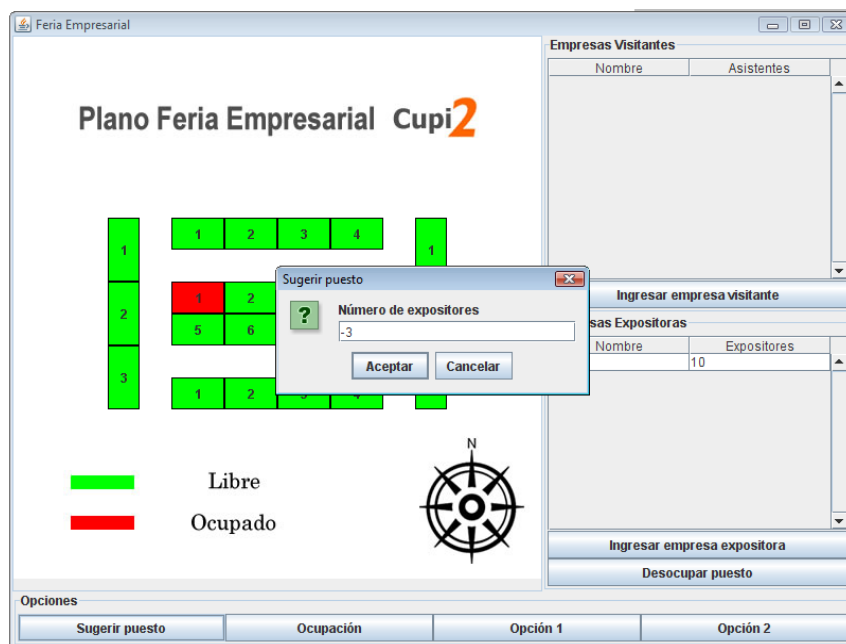 Feria Empresarial
Plano Feria Empresarial Cupi2
1
2
3
1 2 3 4
1 2
5 6
1 2
1
Libre
Ocupado
N
Sugerir puesto
?
Número de expositores
-3
Aceptar Cancelar
Empresas Visitantes
Nombre Asistentes
Ingresar empresa visitante
Expositoras
Nombre Expositores
10
Ingresar empresa expositora
Desocupar puesto
Opciones
Sugerir puesto Ocupación Opción 1 Opción 2